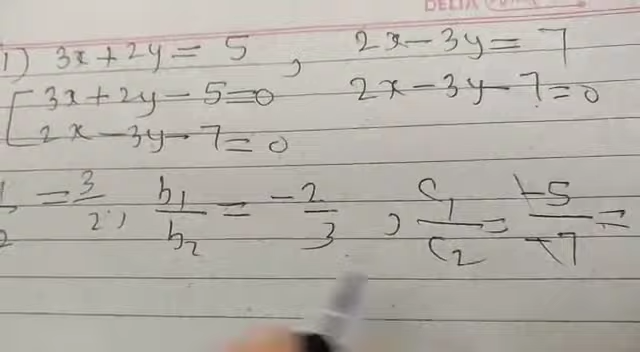 DELTA
1) 3x+2y = 5 , 2x-3y = 7
3x+2y-5=0 2x-3y-7=0
2x-3y-7=0
= 3/2, b1/b2 = -2/3, c1/c2 = -5/-7 =